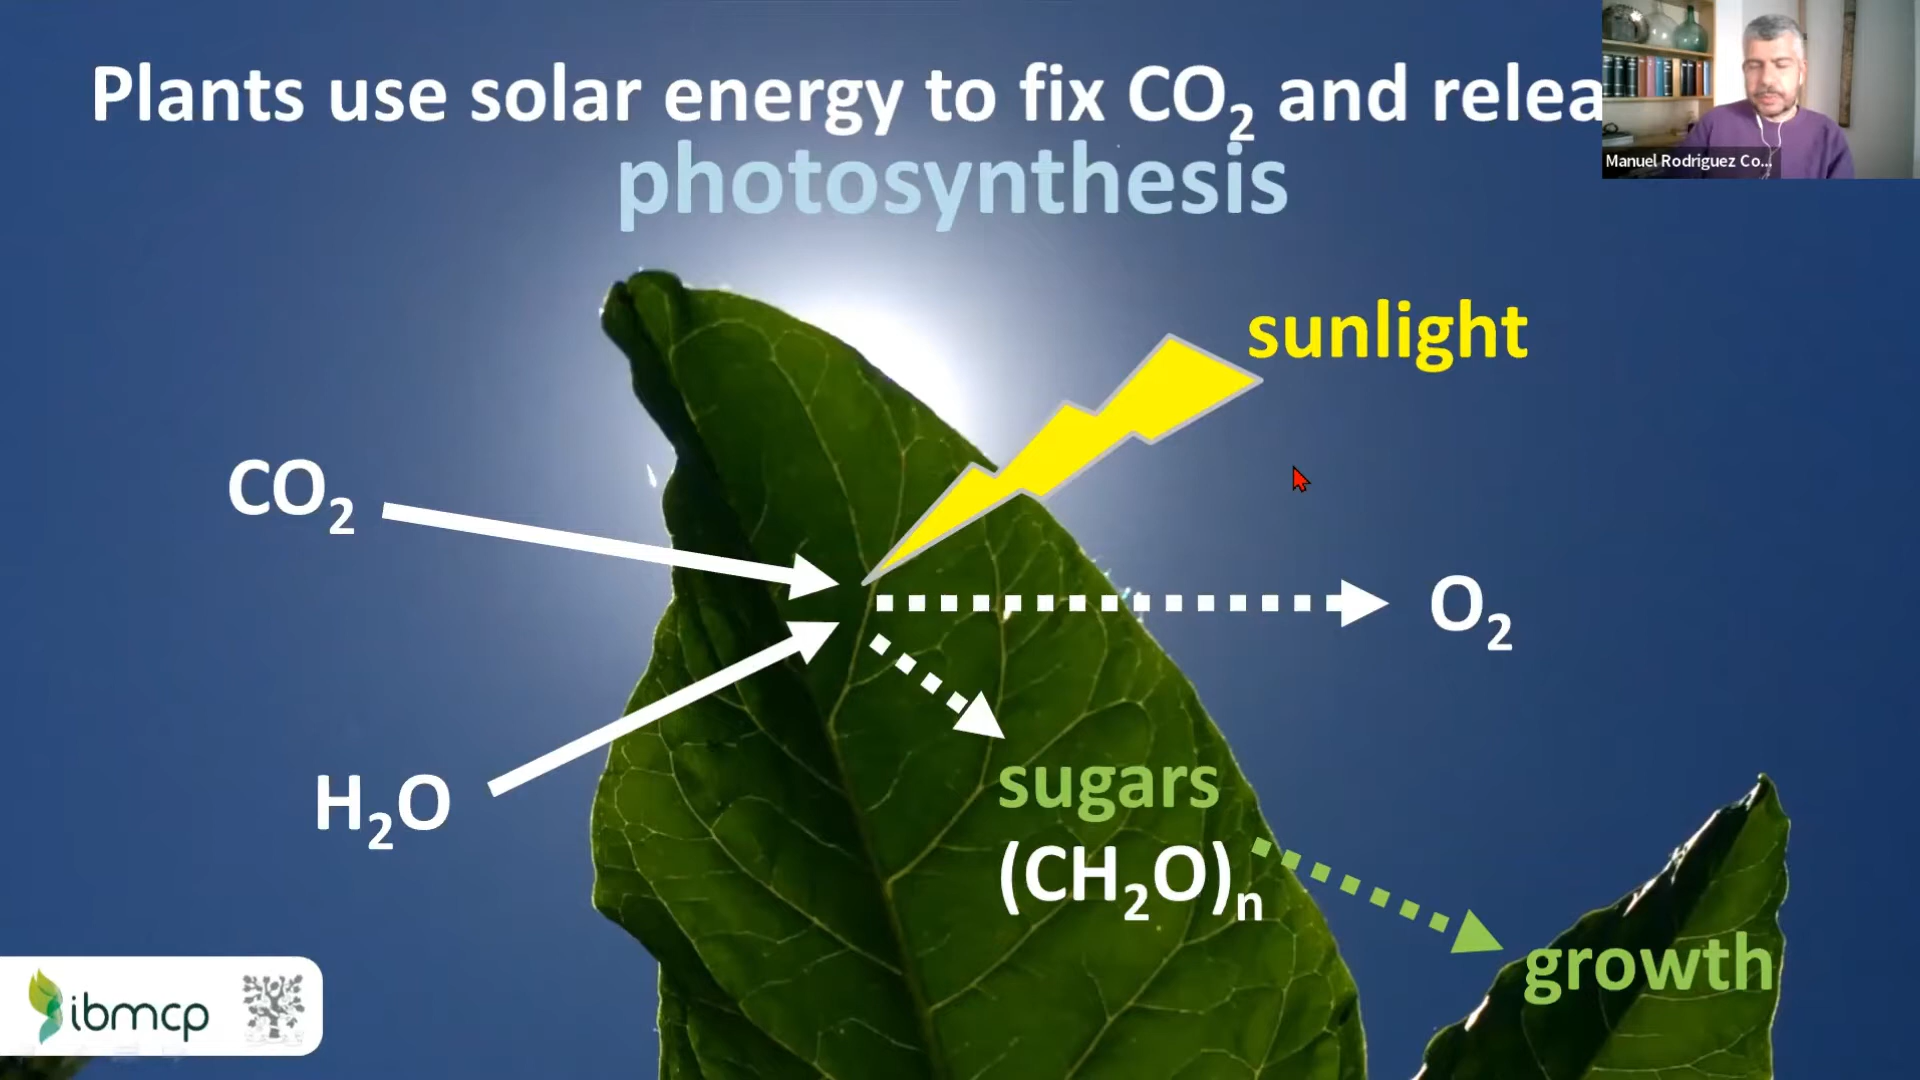 Plants use solar energy to fix CO₂ and relea
photosynthesis
Manuel Rodriguez Co...
sunlight
CO₂
O₂
H₂O
sugars
(CH₂O)ₙ
growth
ibmcp